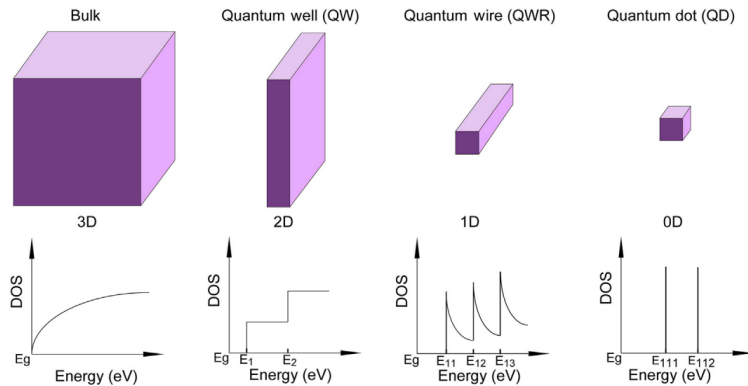 Bulk
Quantum well (QW)
Quantum wire (QWR)
Quantum dot (QD)
3D
2D
1D
0D
DOS
Eg
Energy (eV)
DOS
Eg
E1
E2
Energy (eV)
DOS
Eg
E11
E12
E13
Energy (eV)
DOS
Eg
E111
E112
Energy (eV)